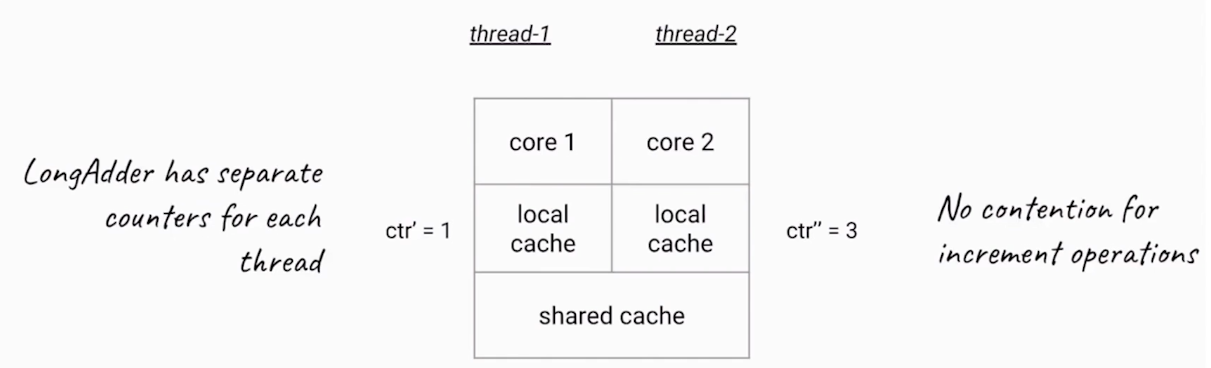 thread-1
thread-2
LongAdder has separate
counters for each
thread
ctr' = 1
core 1
core 2
local
cache
local
cache
shared cache
ctr'' = 3
No contention for
increment operations